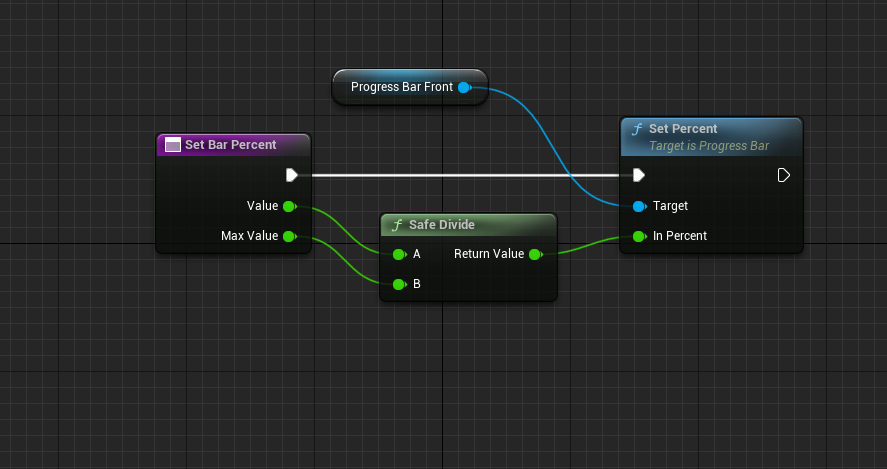 Progress Bar Front
Set Bar Percent
Value
Max Value
f Safe Divide
A
B
Return Value
f Set Percent
Target is Progress Bar
Target
In Percent